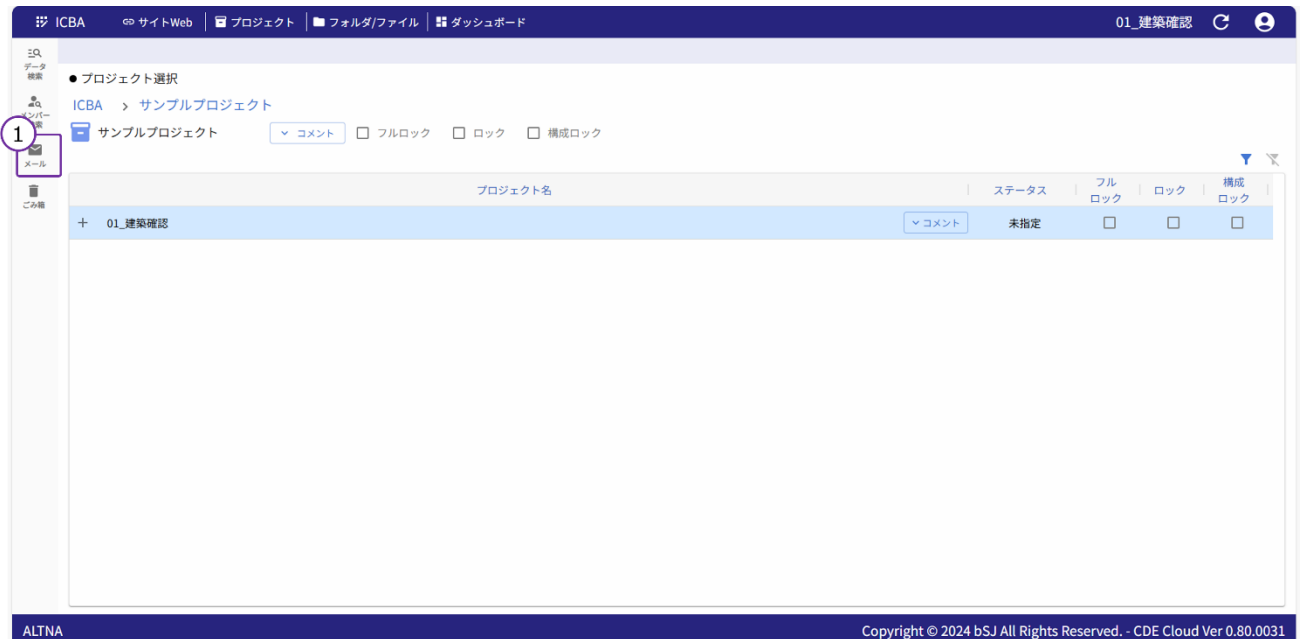 ICBA サイトWeb プロジェクト フォルダ/ファイル ダッシュボード 01_建築確認
データ
検索
メンバー
索
1
メール
ごみ箱
● プロジェクト選択
ICBA > サンプルプロジェクト
サンプルプロジェクト コメント フルロック ロック 構成ロック
プロジェクト名 ステータス フル
ロック ロック 構成
ロック
+ 01_建築確認 コメント 未指定
ALTNA Copyright © 2024 bSJ All Rights Reserved. - CDE Cloud Ver 0.80.0031